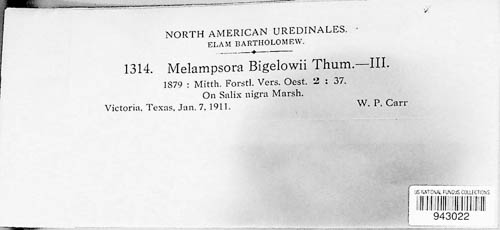 NORTH AMERICAN UREDINALES.
ELAM BARTHOLOMEW.
1314. Melampsora Bigelowii Thum.—III.
1879 : Mitth. Forstl. Vers. Oest. 2 : 37.
On Salix nigra Marsh.
Victoria, Texas, Jan. 7, 1911. W. P. Carr
US NATIONAL FUNGUS COLLECTIONS
943022